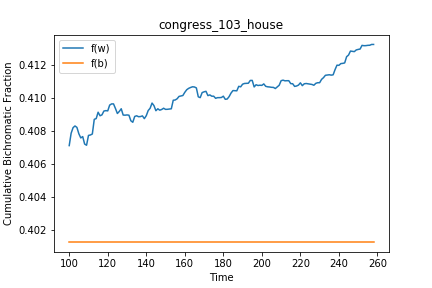 congress_103_house
f(w)
f(b)
Cumulative Bichromatic Fraction
0.412
0.410
0.408
0.406
0.404
0.402
100 120 140 160 180 200 220 240 260
Time